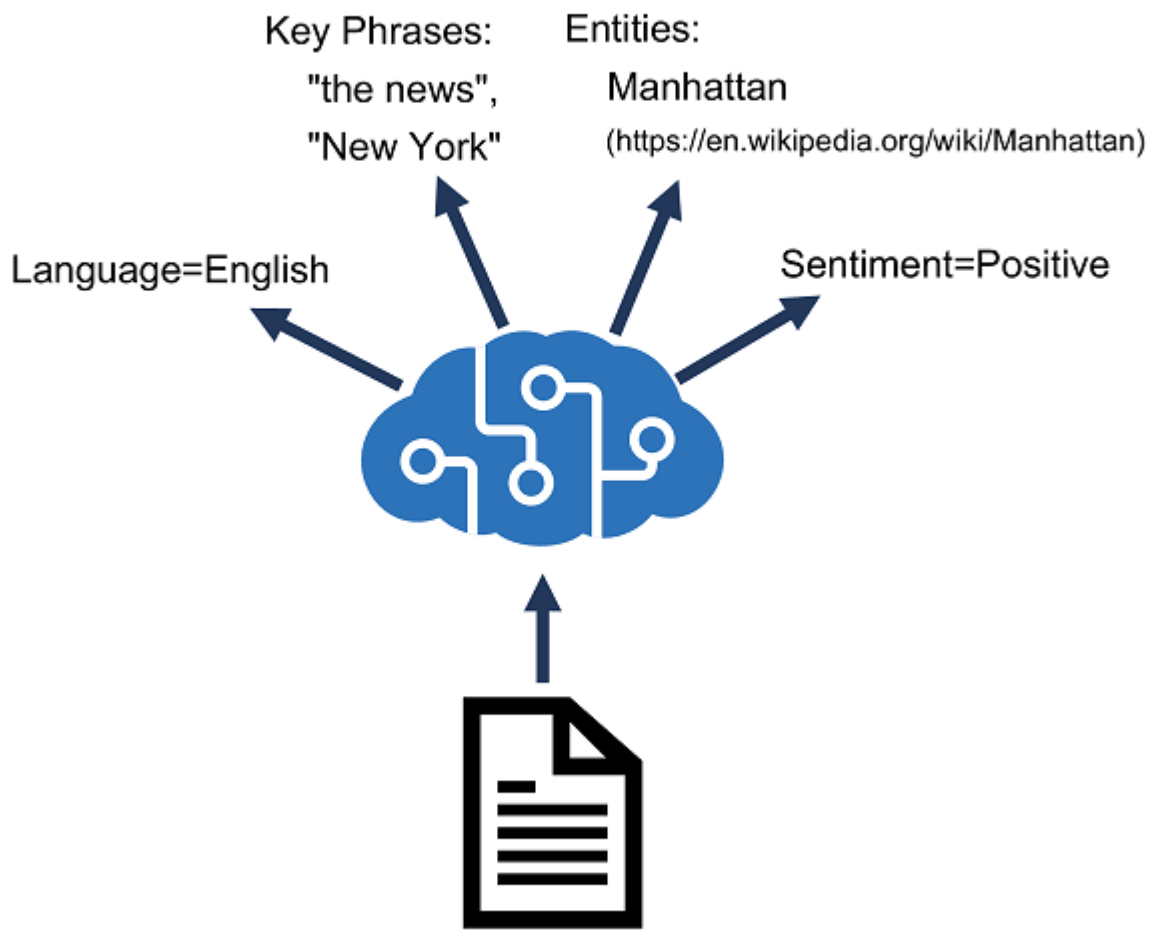 Key Phrases:
"the news",
"New York"
Entities:
Manhattan
(https://en.wikipedia.org/wiki/Manhattan)
Language=English
Sentiment=Positive